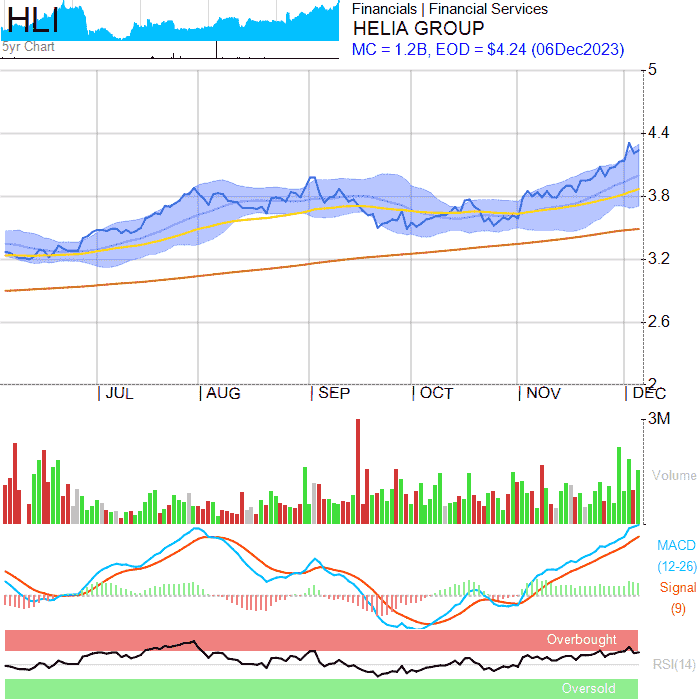 HLI
5yr Chart
Financials | Financial Services
HELIA GROUP
MC = 1.2B, EOD = $4.24 (06Dec2023)
5
4.4
3.8
3.2
2.6
2
JUL
AUG
SEP
OCT
NOV
DEC
3M
Volume
MACD
(12-26)
Signal
(9)
Overbought
RSI(14)
Oversold